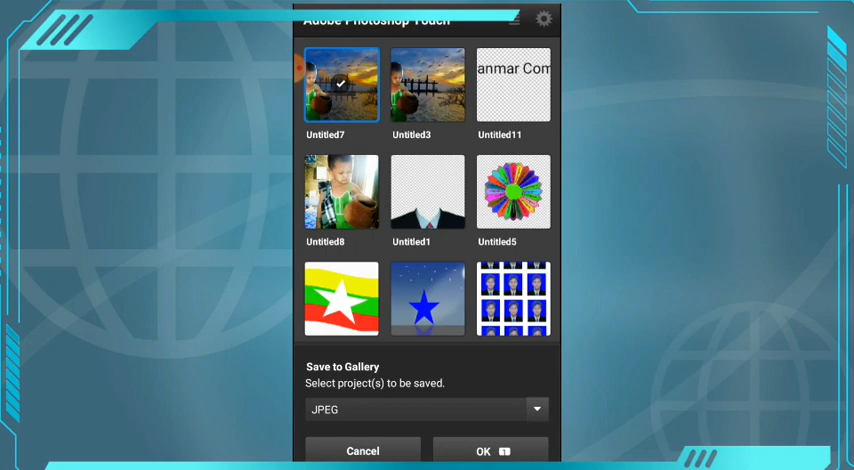 Adobe Photoshop Touch
anmar Com
Untitled7
Untitled3
Untitled11
Untitled8
Untitled1
Untitled5
Save to Gallery
Select project(s) to be saved.
JPEG
Cancel
OK 1